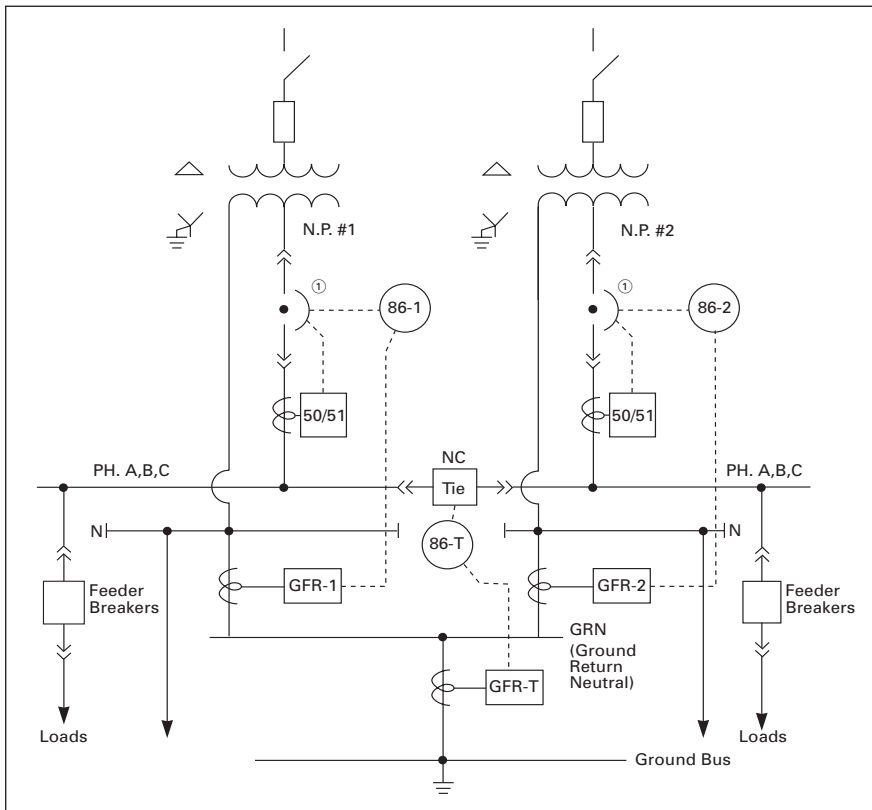 N.P. #1
N.P. #2
①
86-1
①
86-2
50/51
50/51
NC
PH. A,B,C
Tie
PH. A,B,C
N
86-T
N
Feeder
Breakers
GFR-1
GFR-2
Feeder
Breakers
GRN
(Ground
Return
Neutral)
GFR-T
Loads
Loads
Ground Bus